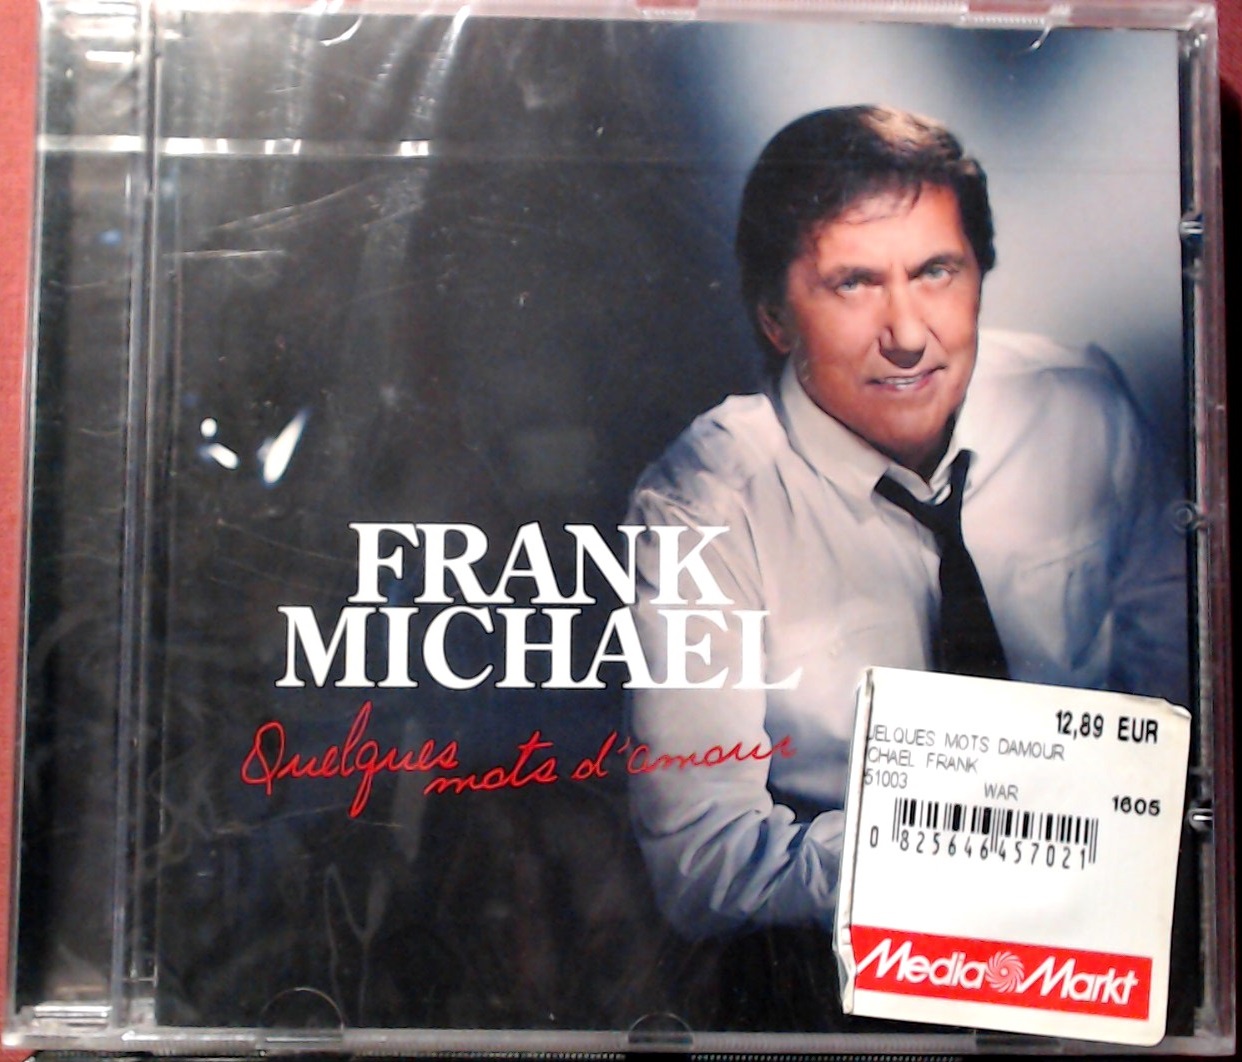 FRANK
MICHAEL
Quelques
mots d'amour
12,89 EUR
UELQUES MOTS DAMOUR
CHAEL FRANK
51003 WAR 1605
0 825646 457021
Media Markt